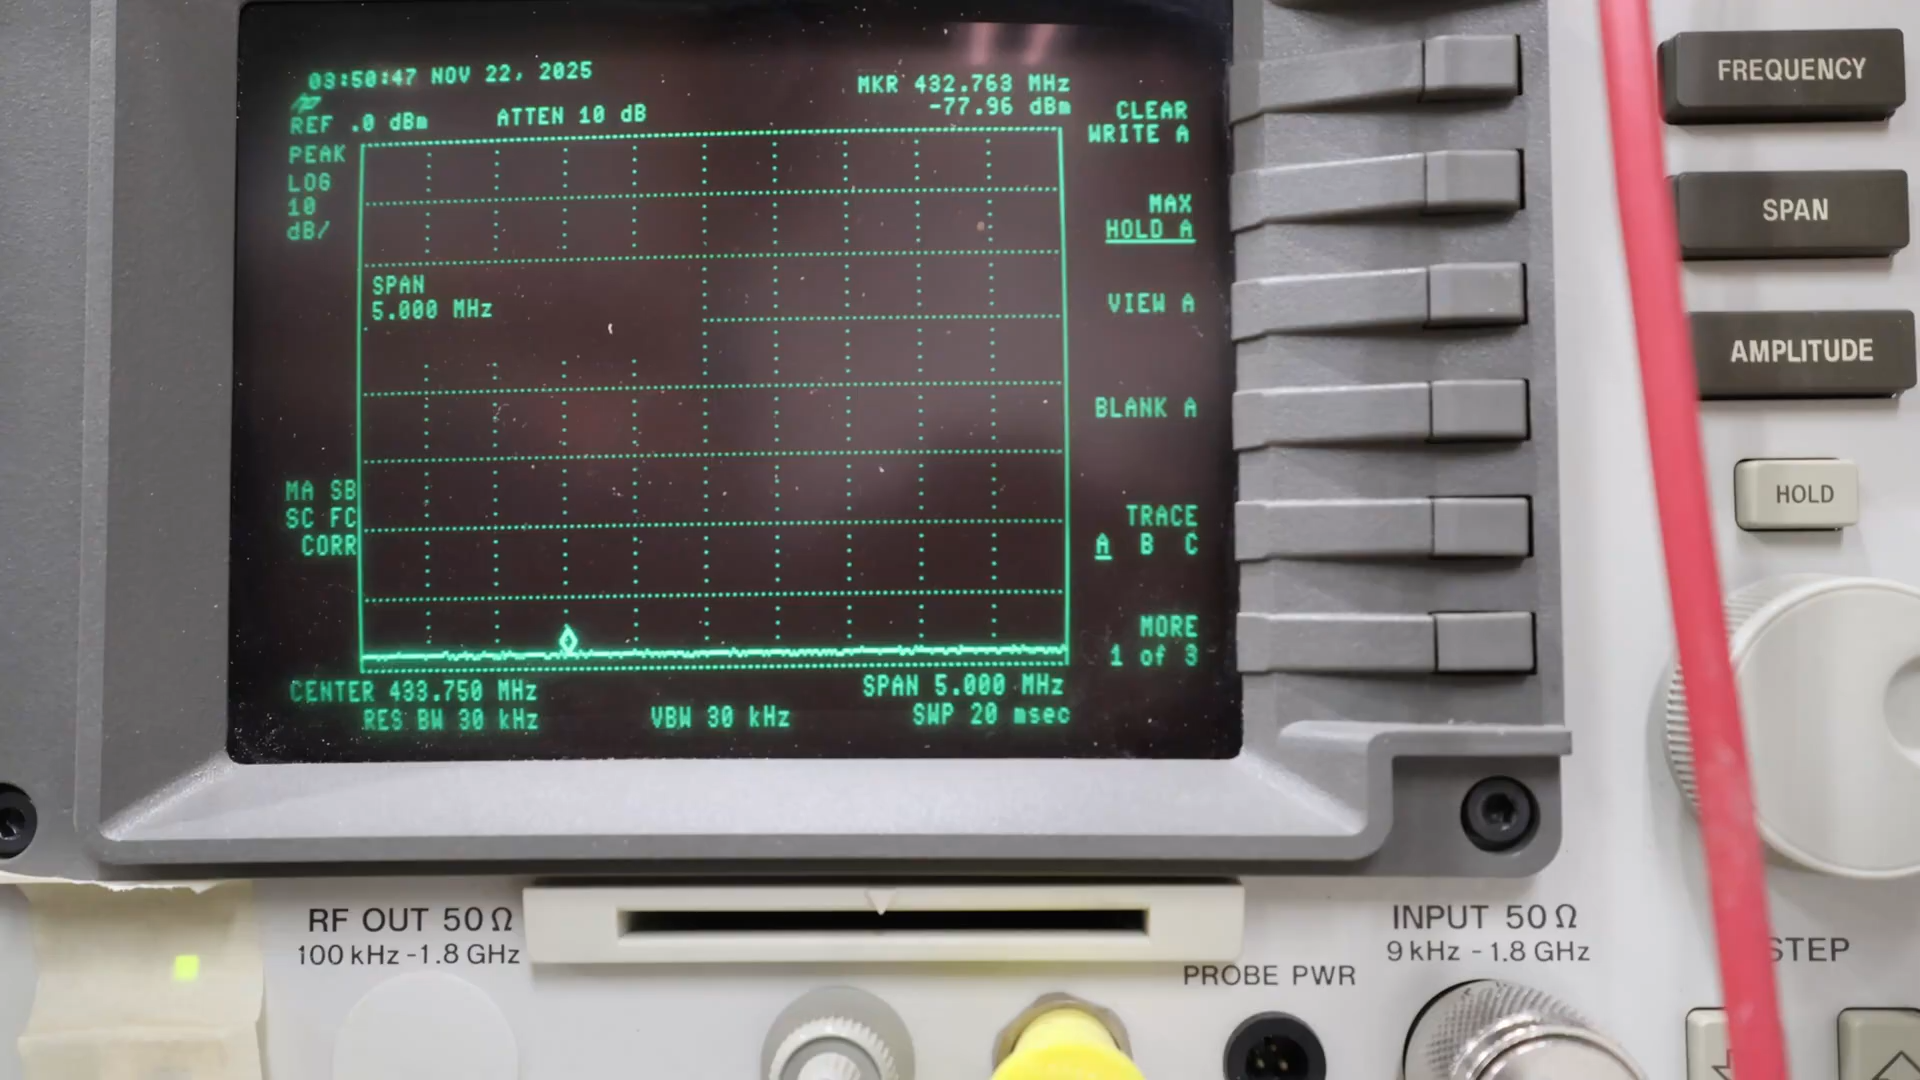 03:50:47 NOV 22, 2025
hp
REF .0 dBm
ATTEN 10 dB
MKR 432.763 MHz
-77.96 dBm
PEAK
LOG
10
dB/
SPAN
5.000 MHz
MA SB
SC FC
CORR
CENTER 433.750 MHz
SPAN 5.000 MHz
RES BW 30 kHz
VBW 30 kHz
SWP 20 msec
CLEAR
WRITE A
MAX
HOLD A
VIEW A
BLANK A
TRACE
A B C
MORE
1 of 3
FREQUENCY
SPAN
AMPLITUDE
HOLD
RF OUT 50 Ω
100 kHz - 1.8 GHz
PROBE PWR
INPUT 50 Ω
9 kHz - 1.8 GHz
STEP